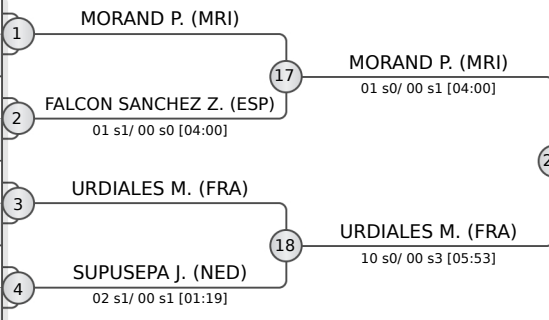 MORAND P. (MRI)
1
17
MORAND P. (MRI)
01 s0/ 00 s1 [04:00]
2
FALCON SANCHEZ Z. (ESP)
01 s1/ 00 s0 [04:00]
URDIALES M. (FRA)
3
18
URDIALES M. (FRA)
10 s0/ 00 s3 [05:53]
SUPUSEPA J. (NED)
4
02 s1/ 00 s1 [01:19]